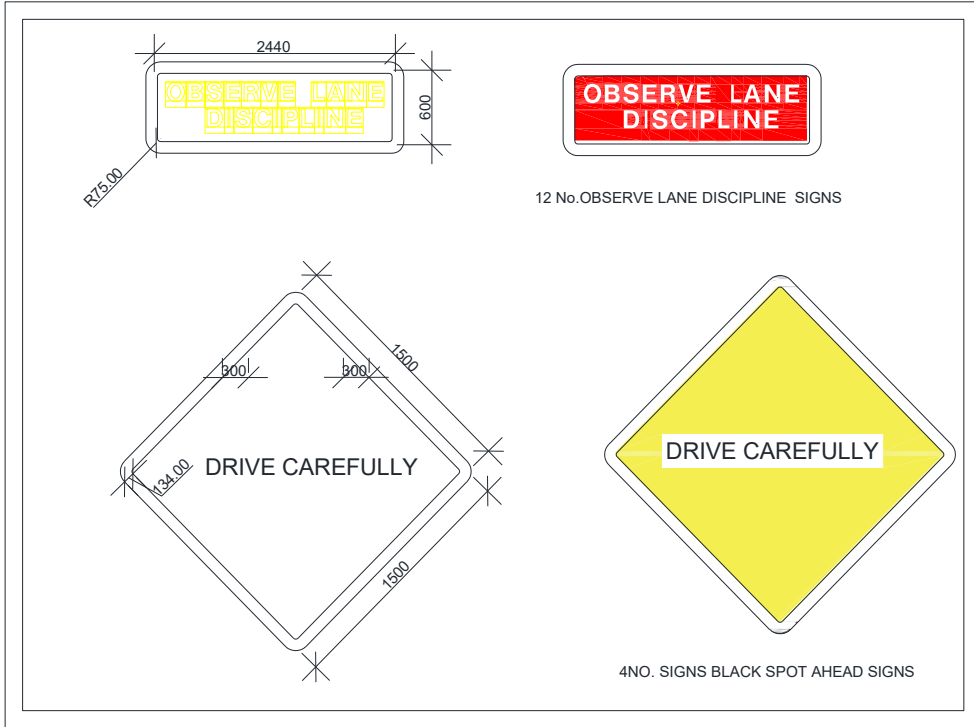 2440
OBSERVE LANE
DISCIPLINE
600
R75.00
OBSERVE LANE
DISCIPLINE
12 No.OBSERVE LANE DISCIPLINE SIGNS
1500
300
300
DRIVE CAREFULLY
134.00
1500
DRIVE CAREFULLY
4NO. SIGNS BLACK SPOT AHEAD SIGNS